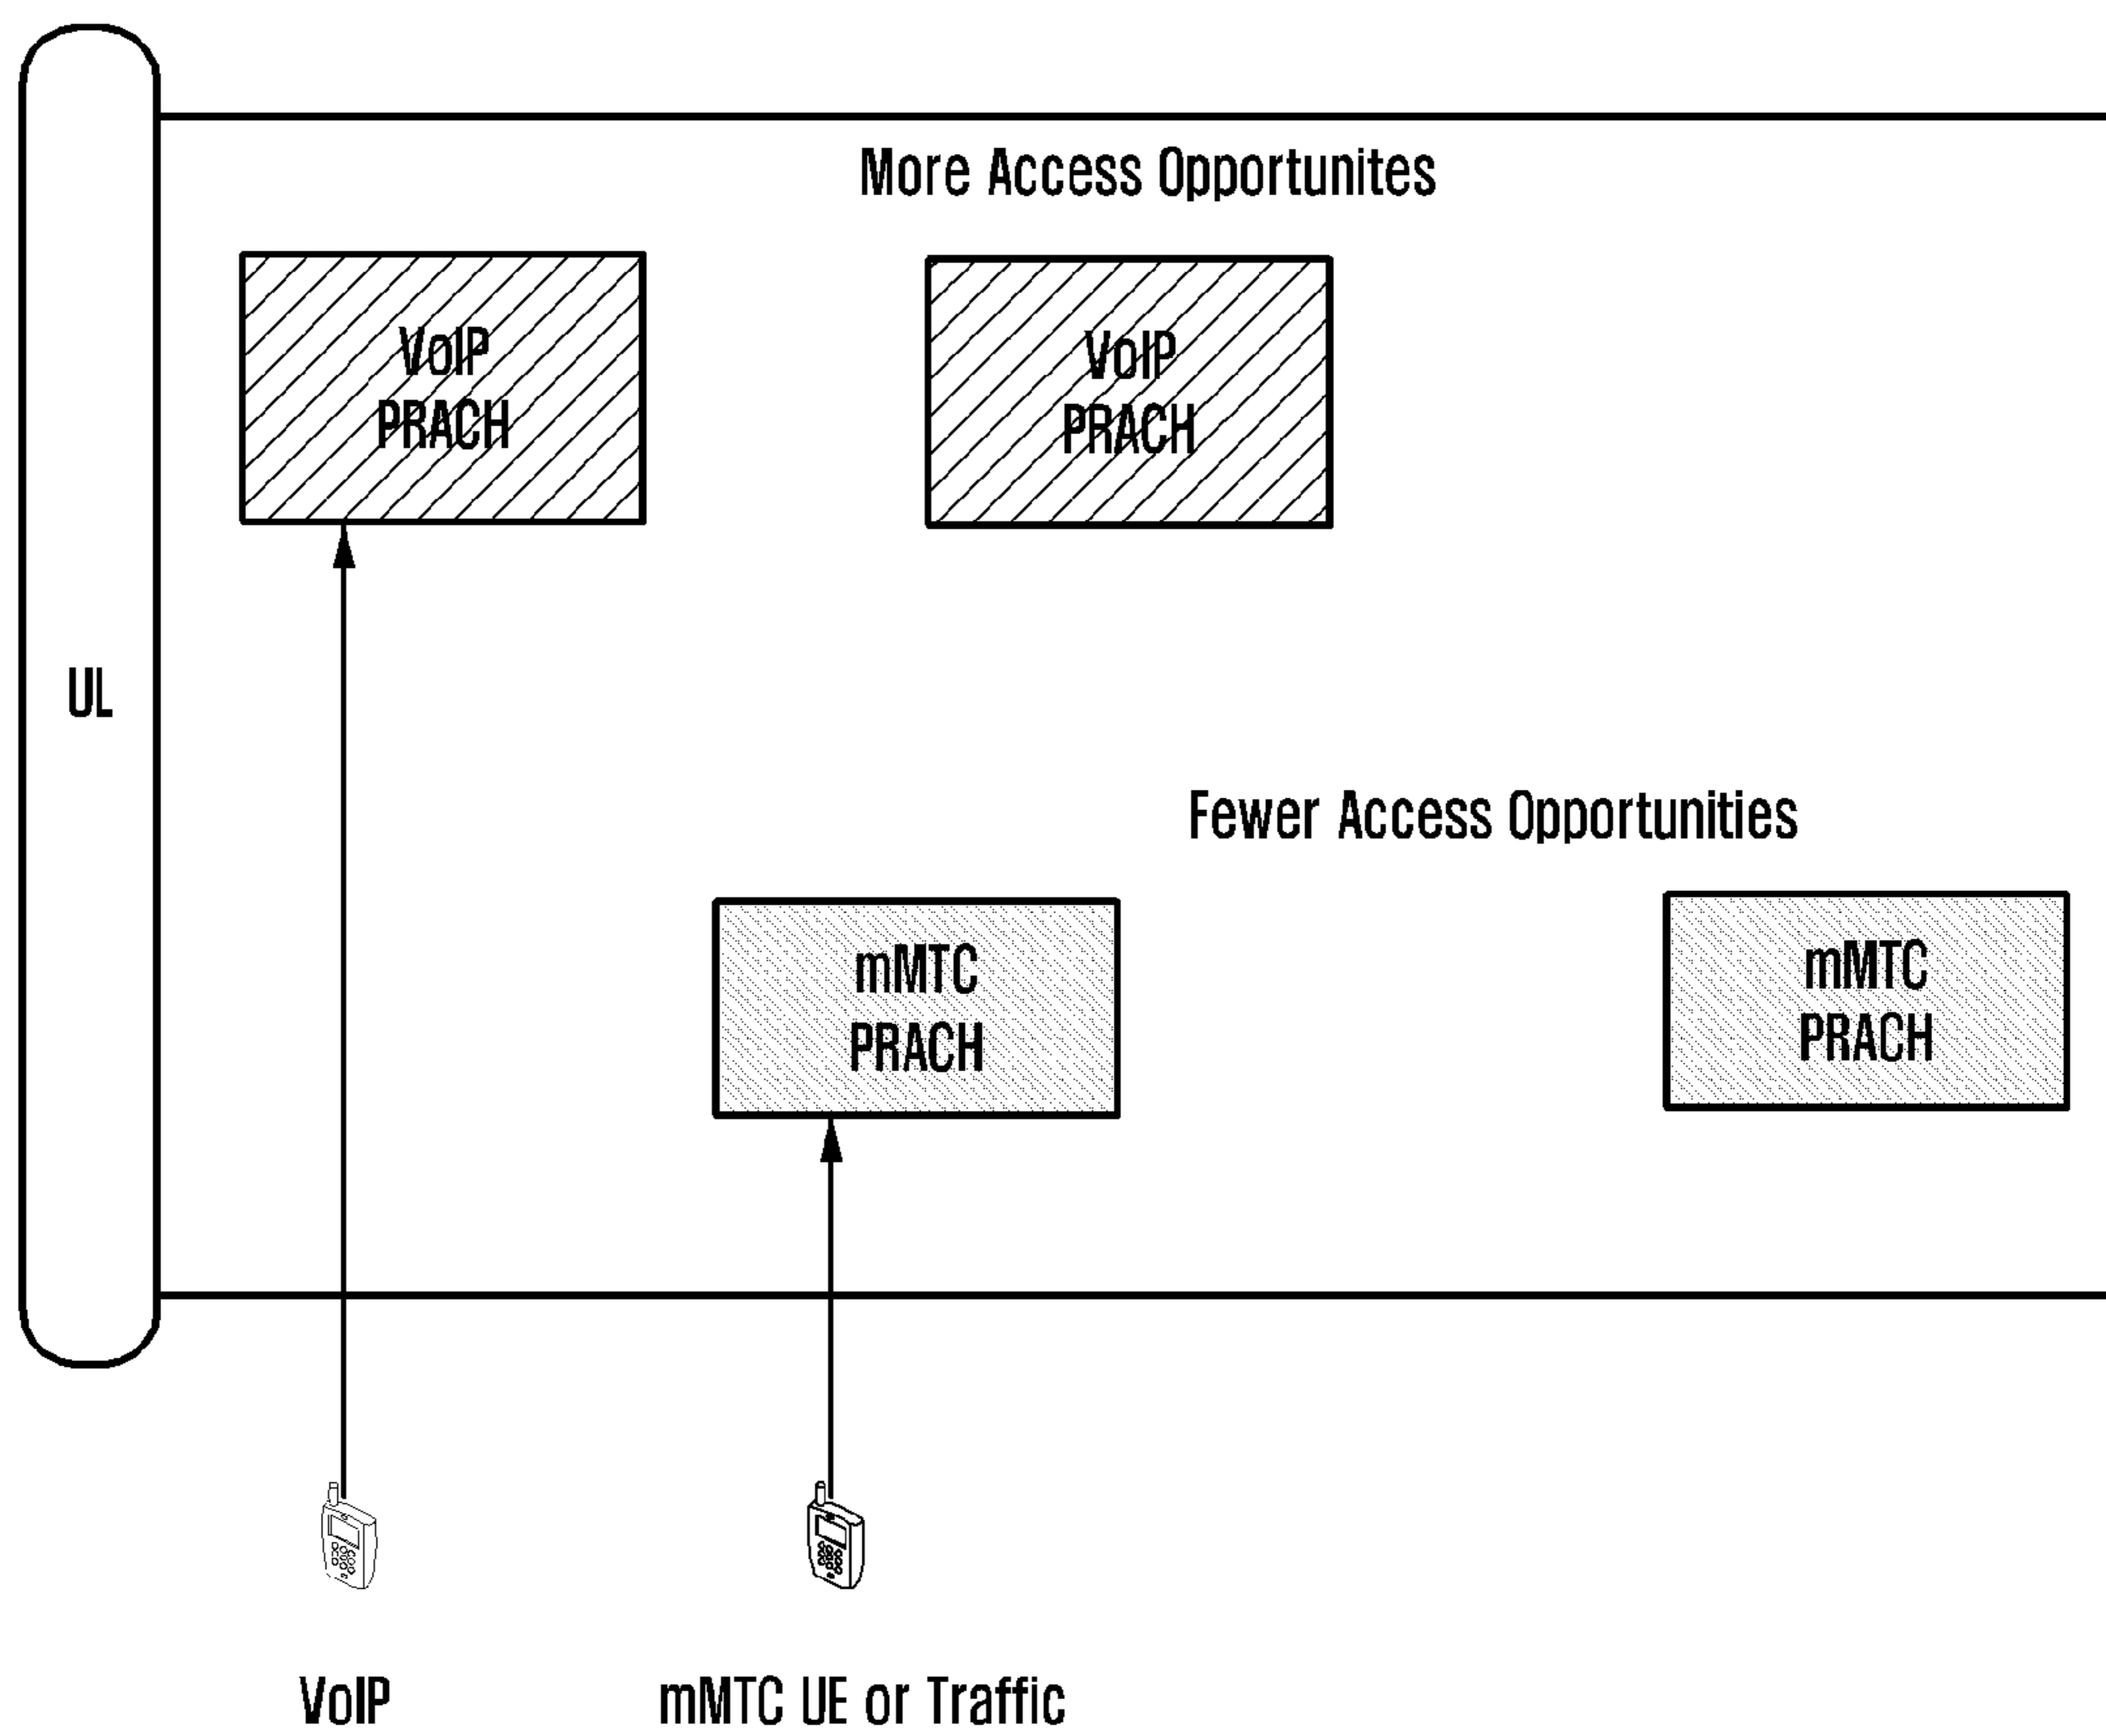 More Access Opportunites
VoIP
PRACH
VoIP
PRACH
UL
Fewer Access Opportunities
mMTC
PRACH
mMTC
PRACH
VoIP
mMTC UE or Traffic